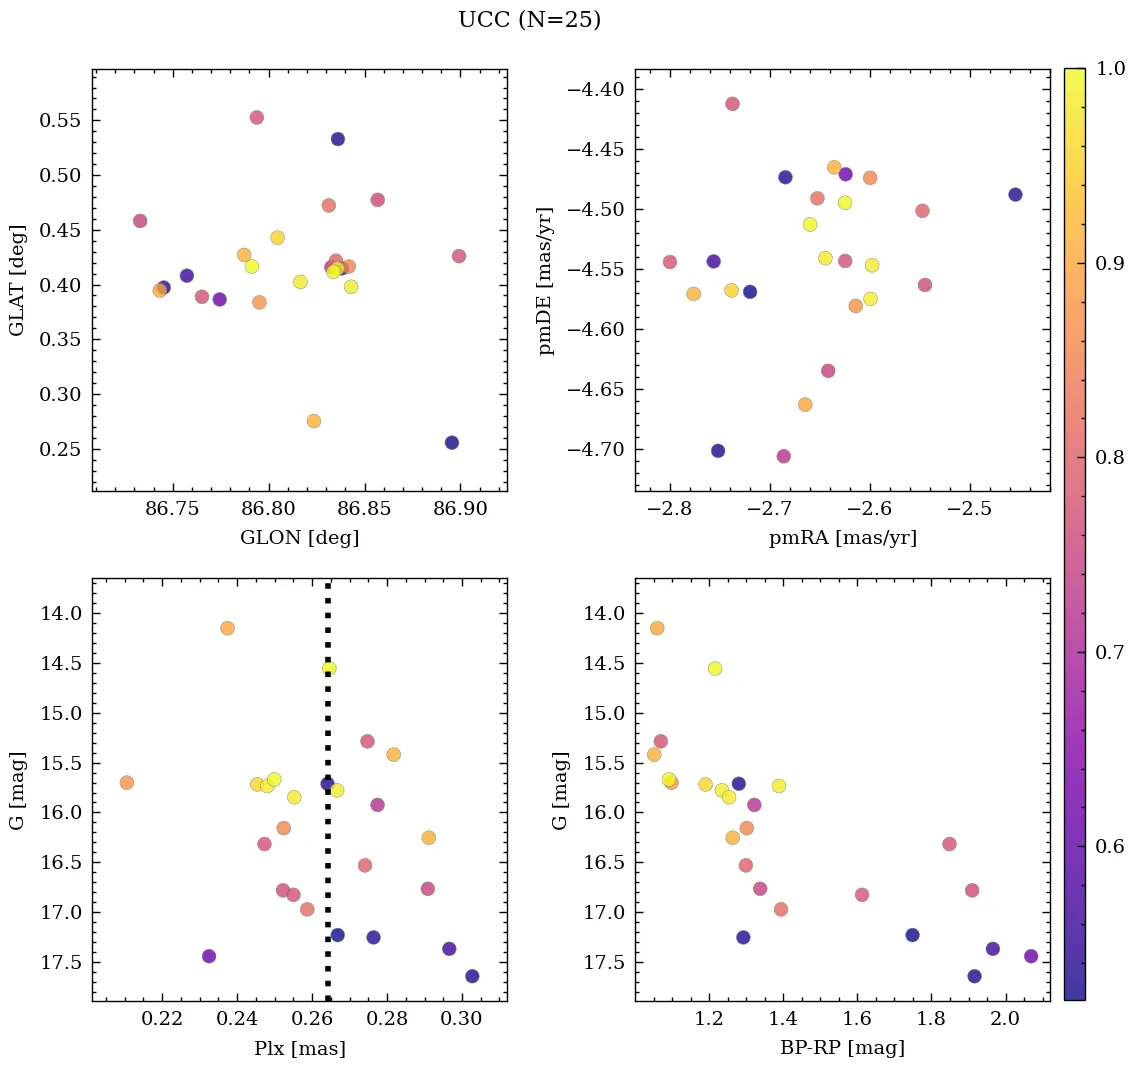 UCC (N=25)
0.55
0.50
0.45
0.40
0.35
0.30
0.25
GLAT [deg]
86.75 86.80 86.85 86.90
GLON [deg]
−4.40
−4.45
−4.50
−4.55
−4.60
−4.65
−4.70
pmDE [mas/yr]
−2.8 −2.7 −2.6 −2.5
pmRA [mas/yr]
14.0
14.5
15.0
15.5
16.0
16.5
17.0
17.5
G [mag]
0.22 0.24 0.26 0.28 0.30
Plx [mas]
14.0
14.5
15.0
15.5
16.0
16.5
17.0
17.5
G [mag]
1.2 1.4 1.6 1.8 2.0
BP-RP [mag]
1.0
0.9
0.8
0.7
0.6